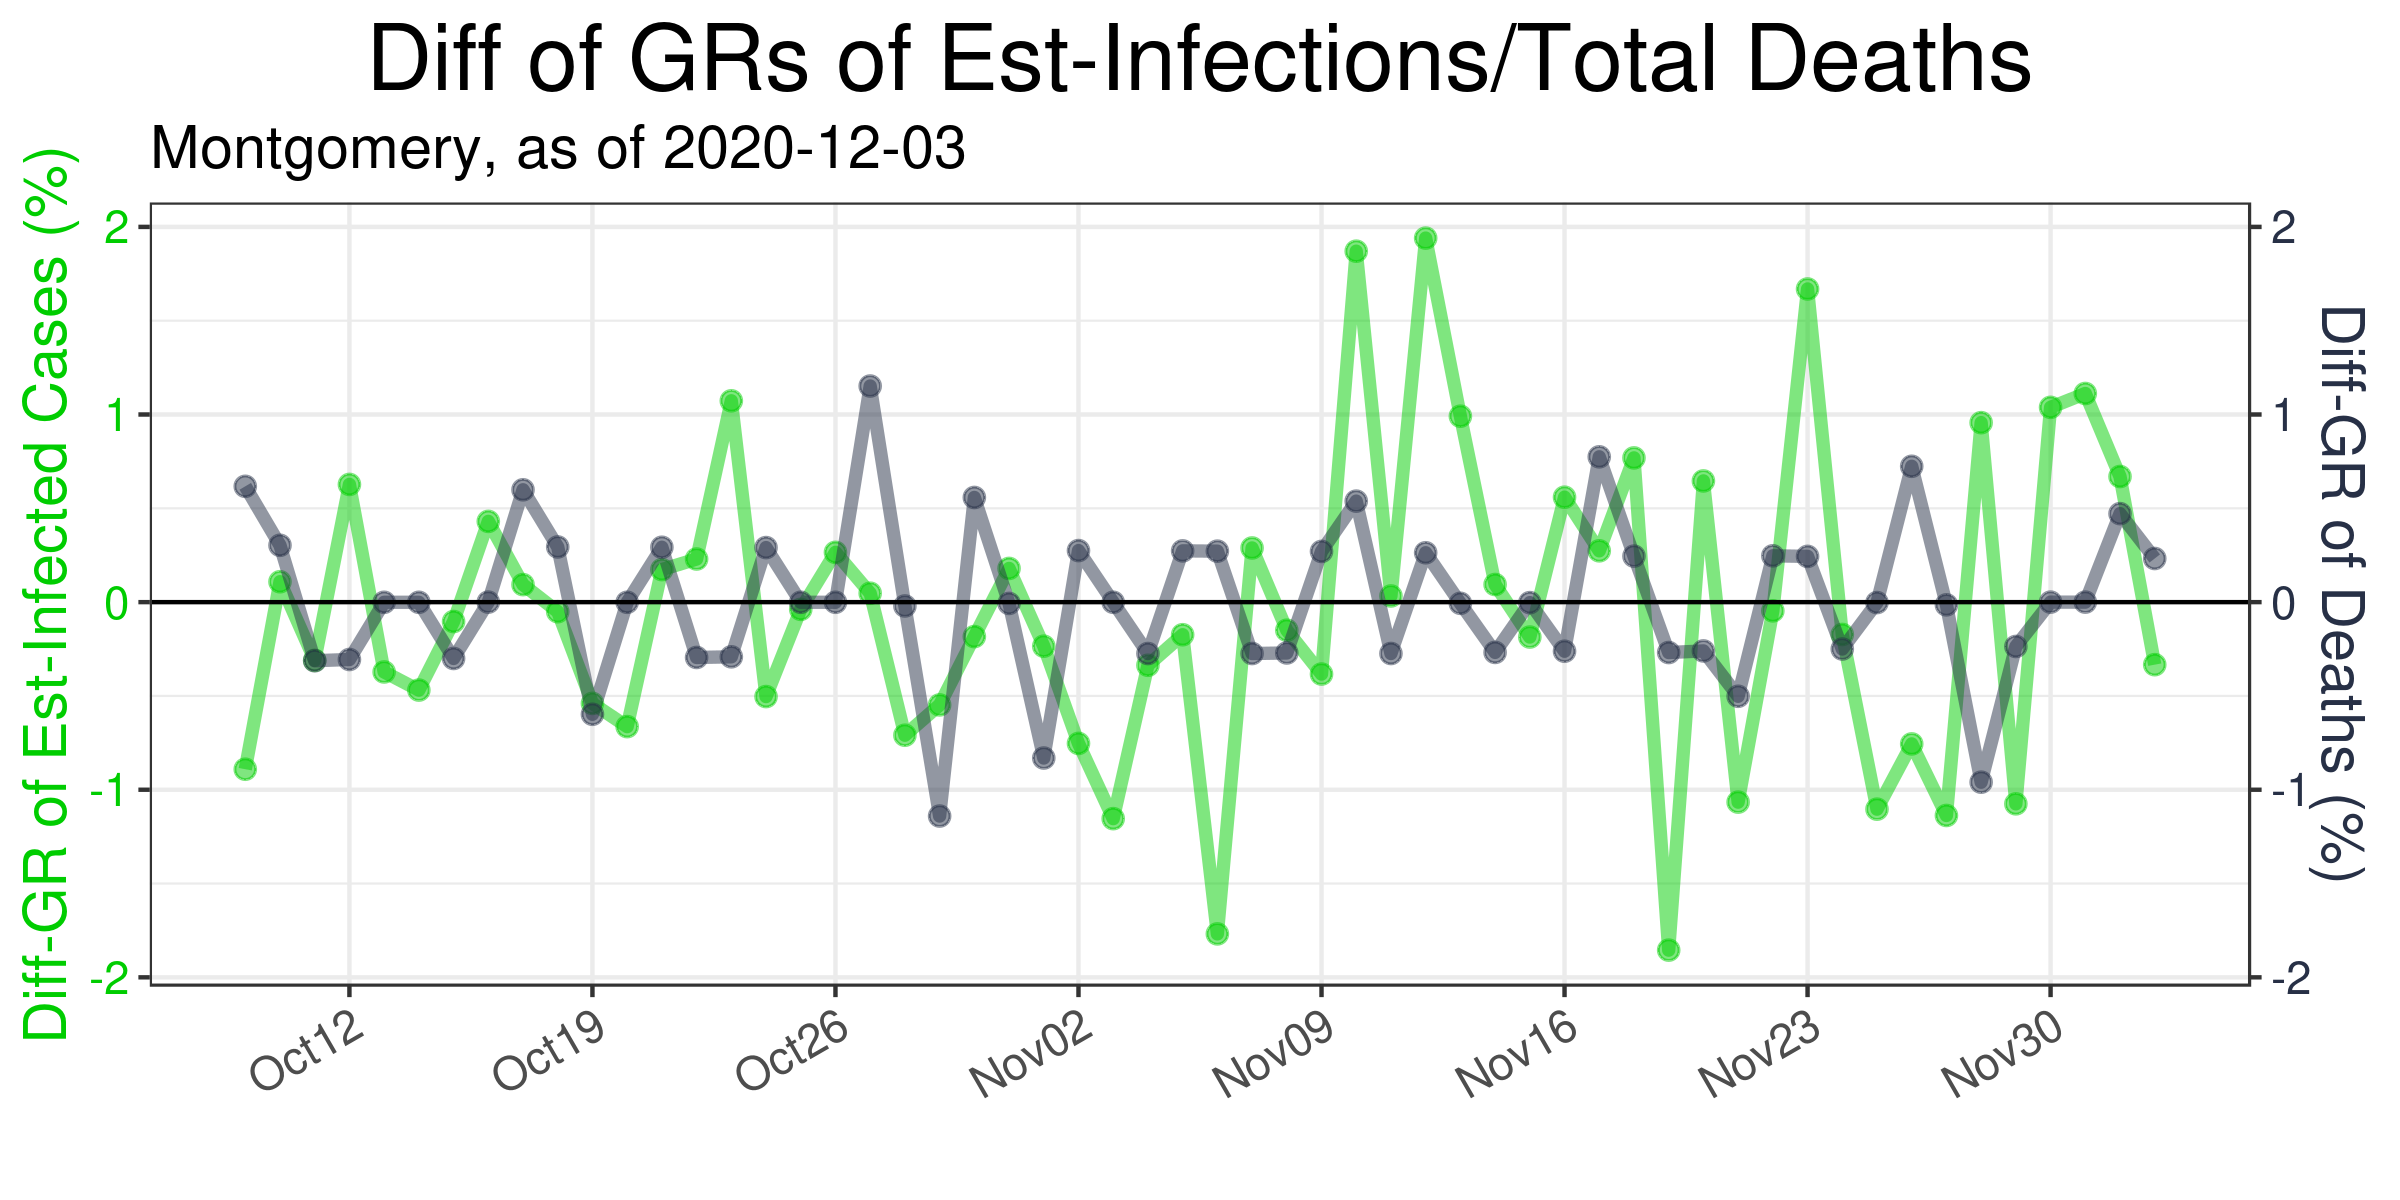 Diff of GRs of Est-Infections/Total Deaths
Montgomery, as of 2020-12-03
Diff-GR of Est-Infected Cases (%)
2
1
0
-1
-2
2
1
0
-1
-2
Diff-GR of Deaths (%)
Oct12
Oct19
Oct26
Nov02
Nov09
Nov16
Nov23
Nov30